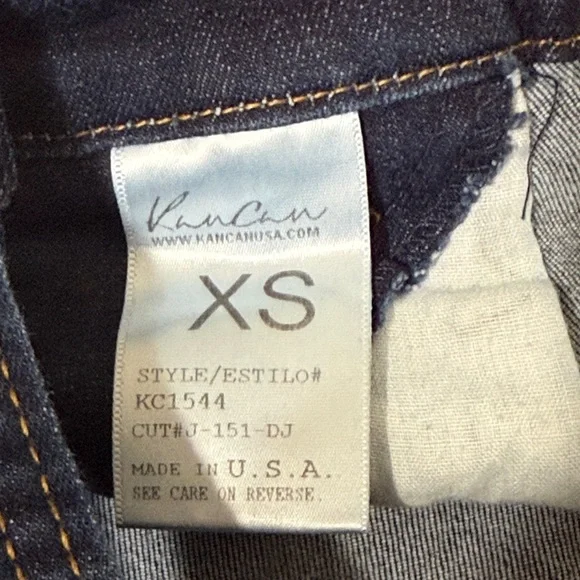 KanCan
WWW.KANCANUSA.COM
XS
STYLE/ESTILO#
KC1544
CUT#J-151-DJ
MADE IN U.S.A.
SEE CARE ON REVERSE.